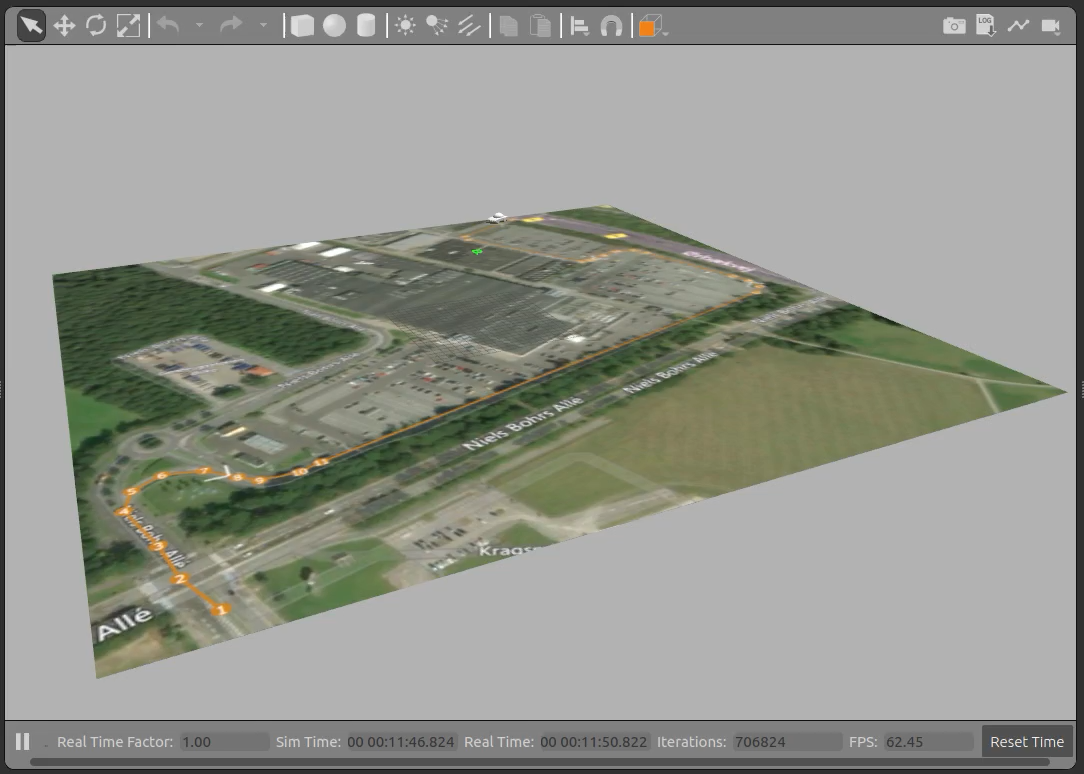 LOG
Ørbækvej
Niels Bohrs Allé
Niels Bohrs Allé
7
6
8
9
10
11
5
2
1
Allé
Real Time Factor: 1.00 Sim Time: 00 00:11:46.824 Real Time: 00 00:11:50.822 Iterations: 706824 FPS: 62.45 Reset Time